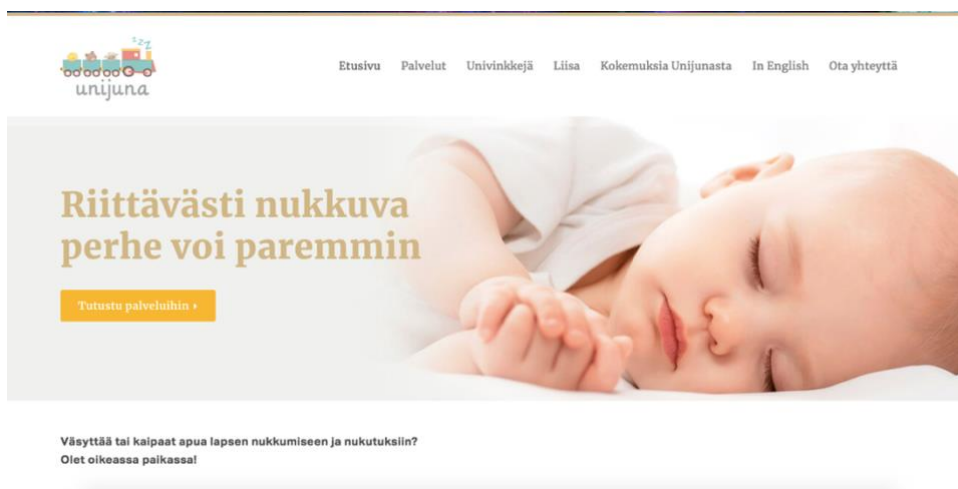 zzz
unijuna
Etusivu Palvelut Univinkkejä Liisa Kokemuksia Unijunasta In English Ota yhteyttä
Riittävästi nukkuva
perhe voi paremmin
Tutustu palveluihin ›
Väsyttää tai kaipaat apua lapsen nukkumiseen ja nukutuksiin?
Olet oikeassa paikassa!